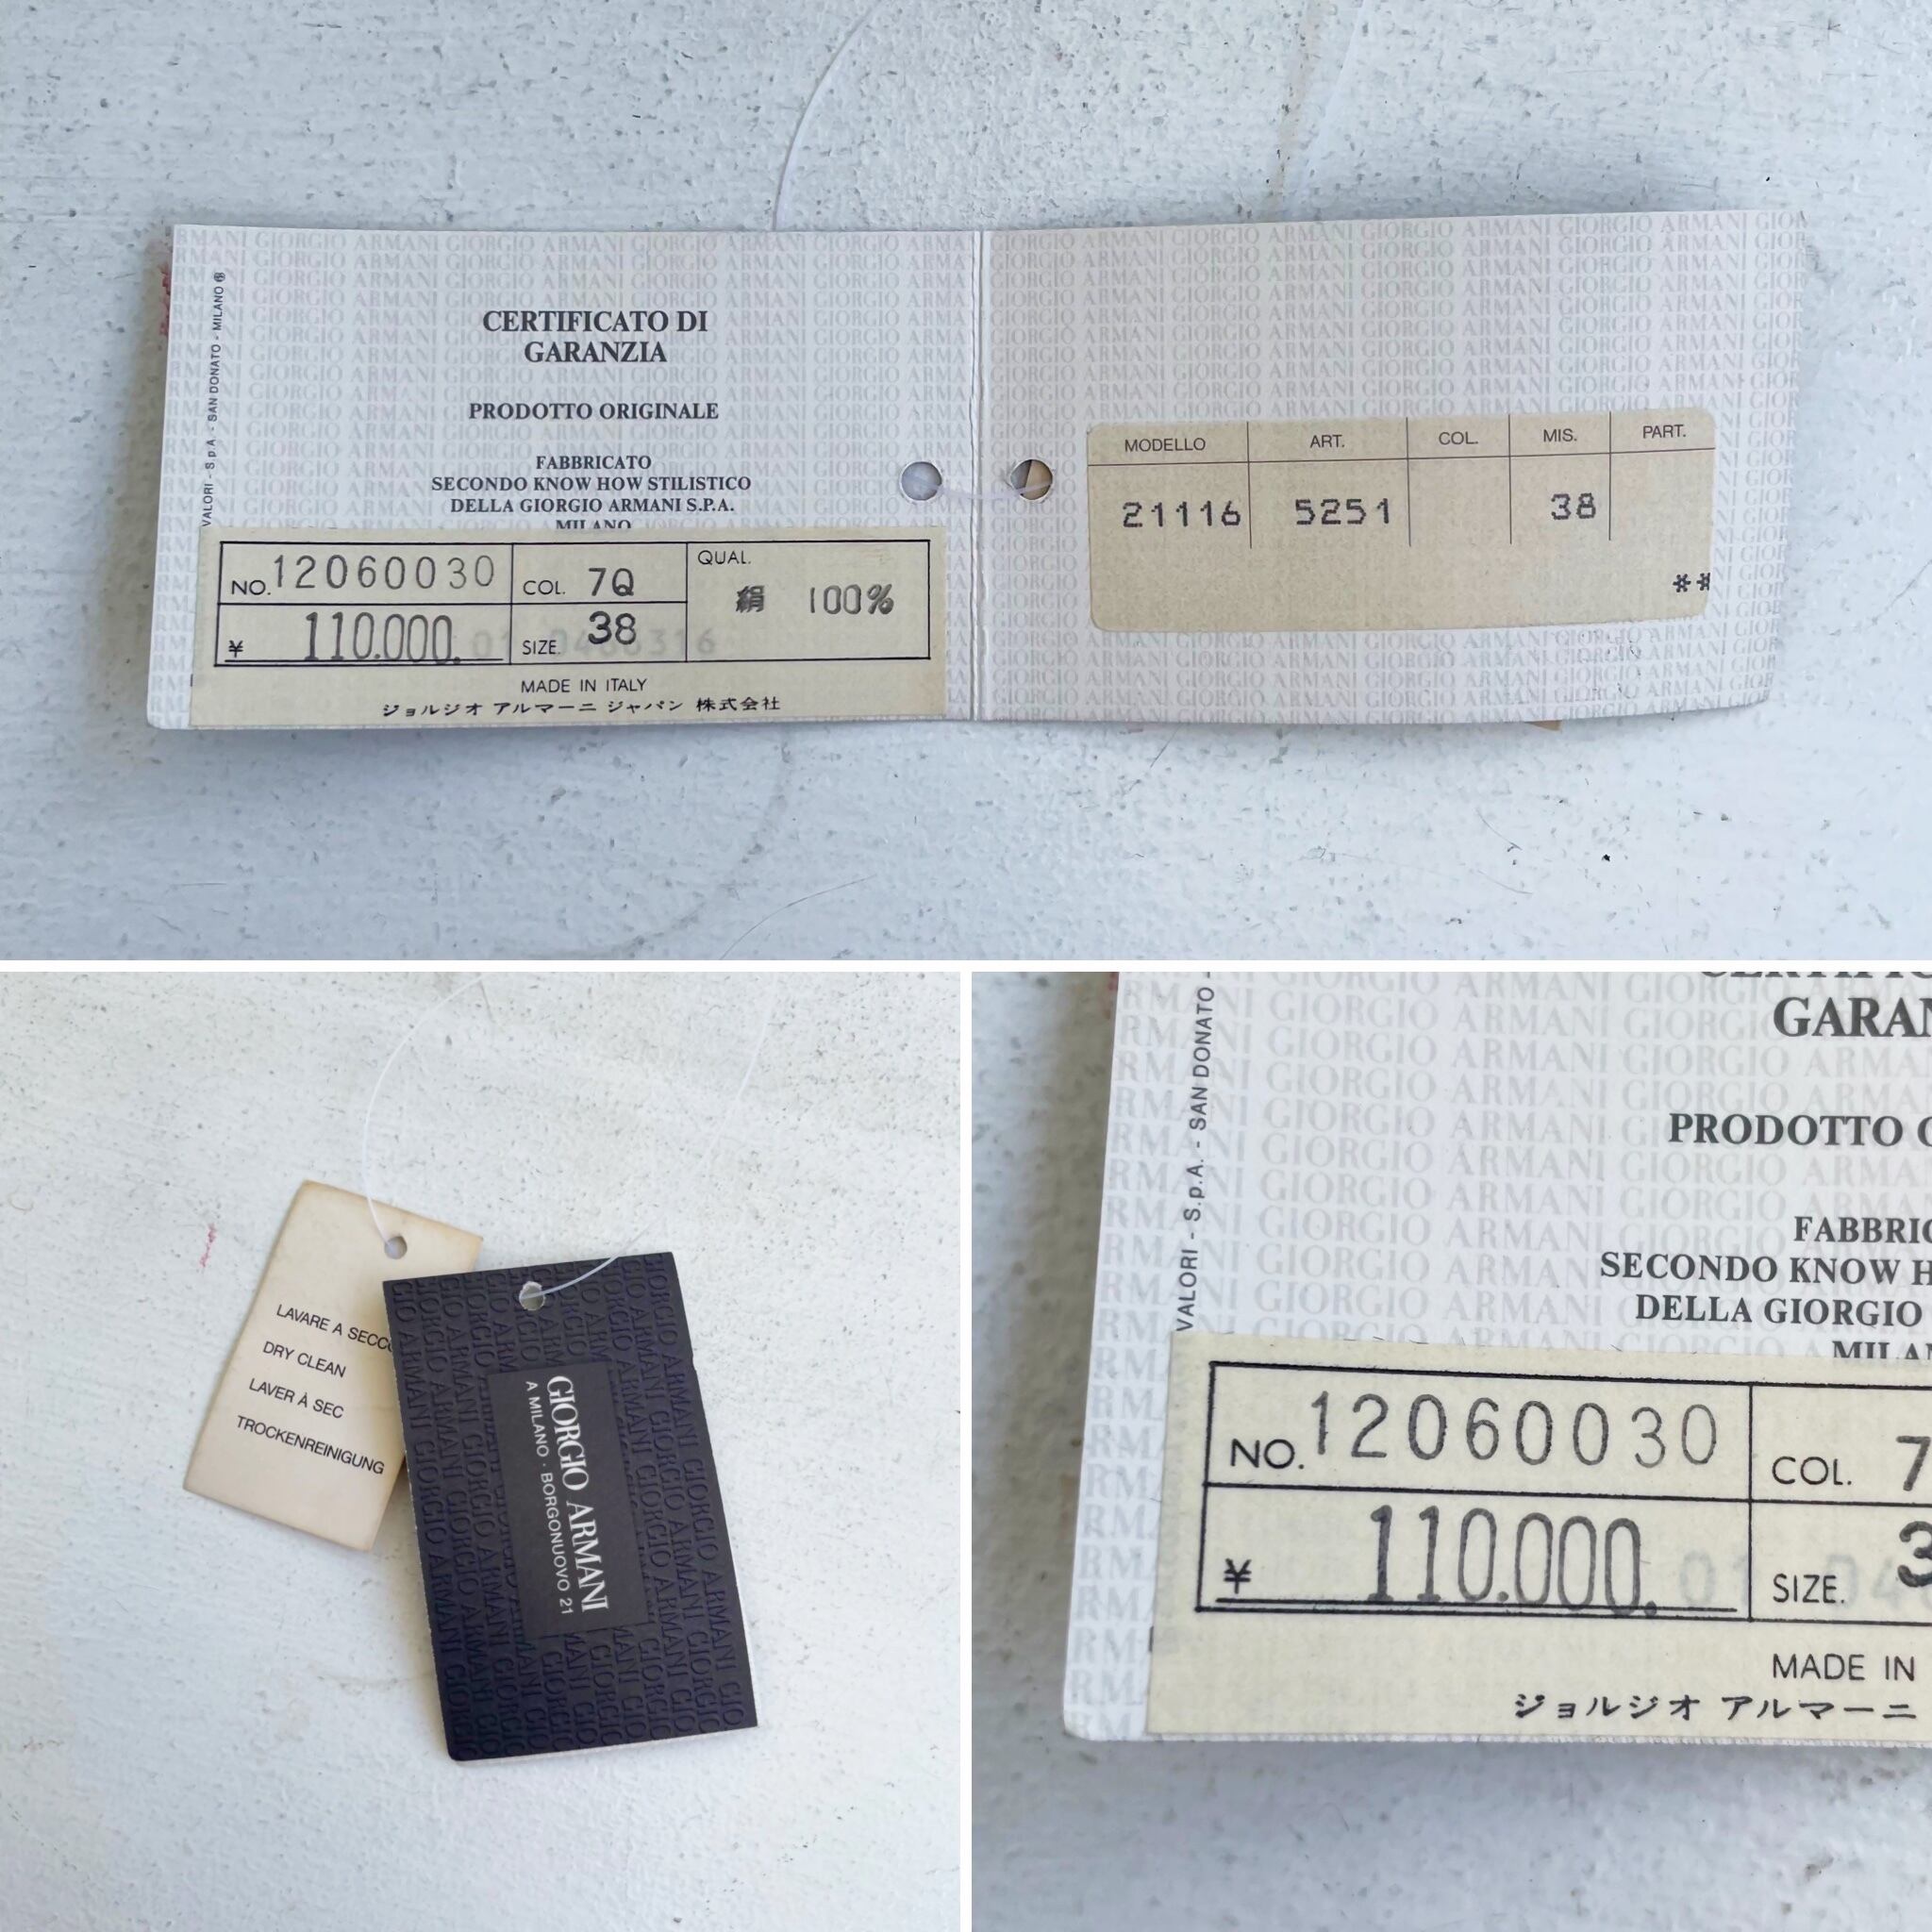 VALORI - S.p.A. - SAN DONATO - MILANO ®
CERTIFICATO DI
GARANZIA
PRODOTTO ORIGINALE
FABBRICATO
SECONDO KNOW HOW STILISTICO
DELLA GIORGIO ARMANI S.P.A.
MILANO
NO. 12060030 COL. 7Q QUAL.
絹 100%
¥ 110.000. SIZE. 38
MADE IN ITALY
ジョルジオ アルマーニ ジャパン 株式会社
MODELLO ART. COL. MIS. PART.
21116 5251 38
**
LAVARE A SECCO
DRY CLEAN
LAVER À SEC
TROCKENREINIGUNG
GIORGIO ARMANI
A MILANO · BORGONUOVO 21
VALORI - S.p.A. - SAN DONATO -
GARAN
PRODOTTO O
FABBRIC
SECONDO KNOW H
DELLA GIORGIO
MILAN
NO. 12060030 COL. 7
¥ 110.000. SIZE. 3
MADE IN
ジョルジオ アルマーニ